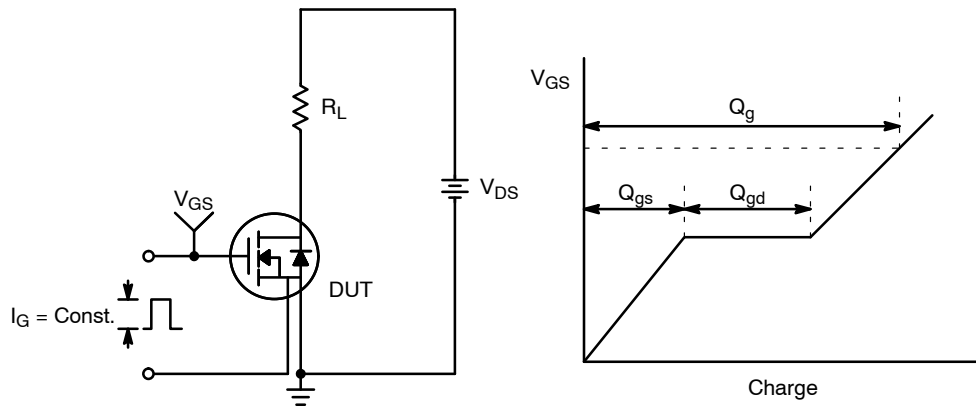 R_L
V_GS
V_DS
DUT
I_G = Const.
V_GS
Q_g
Q_gs
Q_gd
Charge